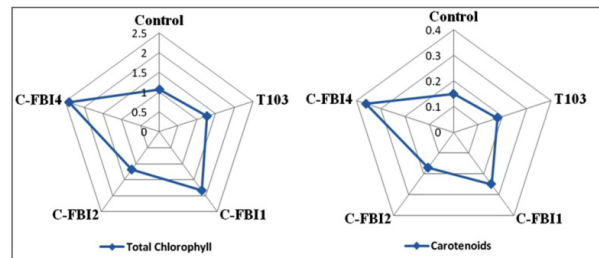 Control
2.5
2
1.5
1
0.5
0
C-FBI4
T103
C-FBI2
C-FBI1
Total Chlorophyll
Control
0.4
0.3
0.2
0.1
0
C-FBI4
T103
C-FBI2
C-FBI1
Carotenoids